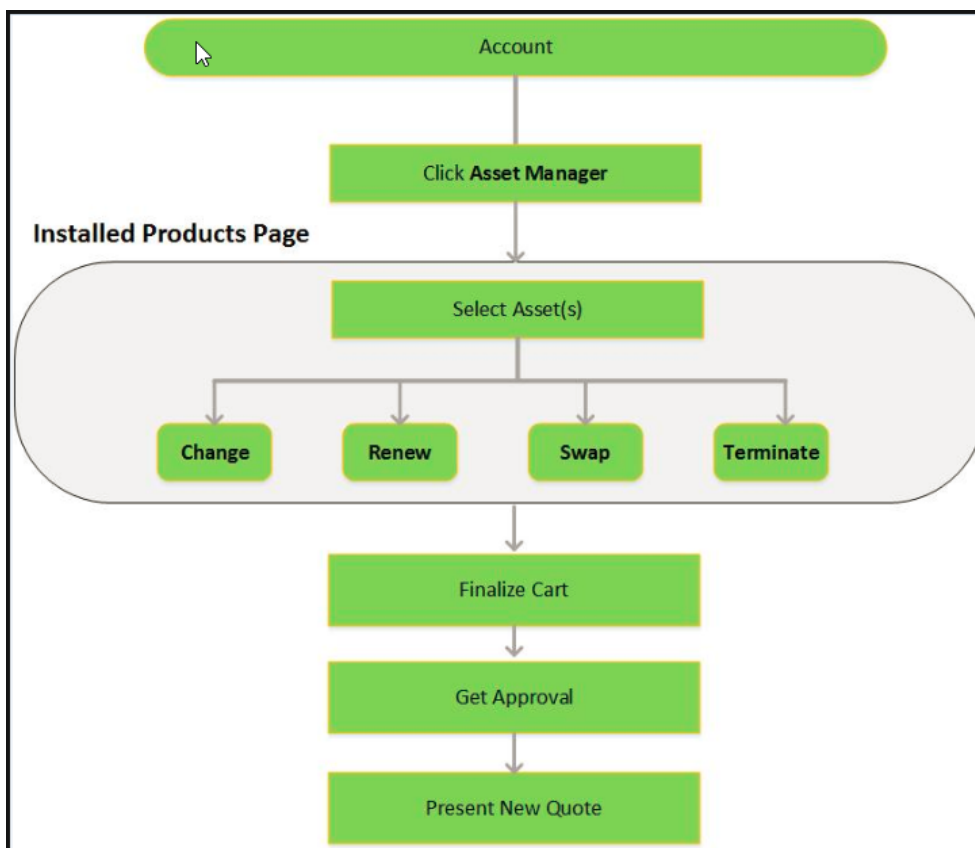 Account
Click Asset Manager
Installed Products Page
Select Asset(s)
Change
Renew
Swap
Terminate
Finalize Cart
Get Approval
Present New Quote